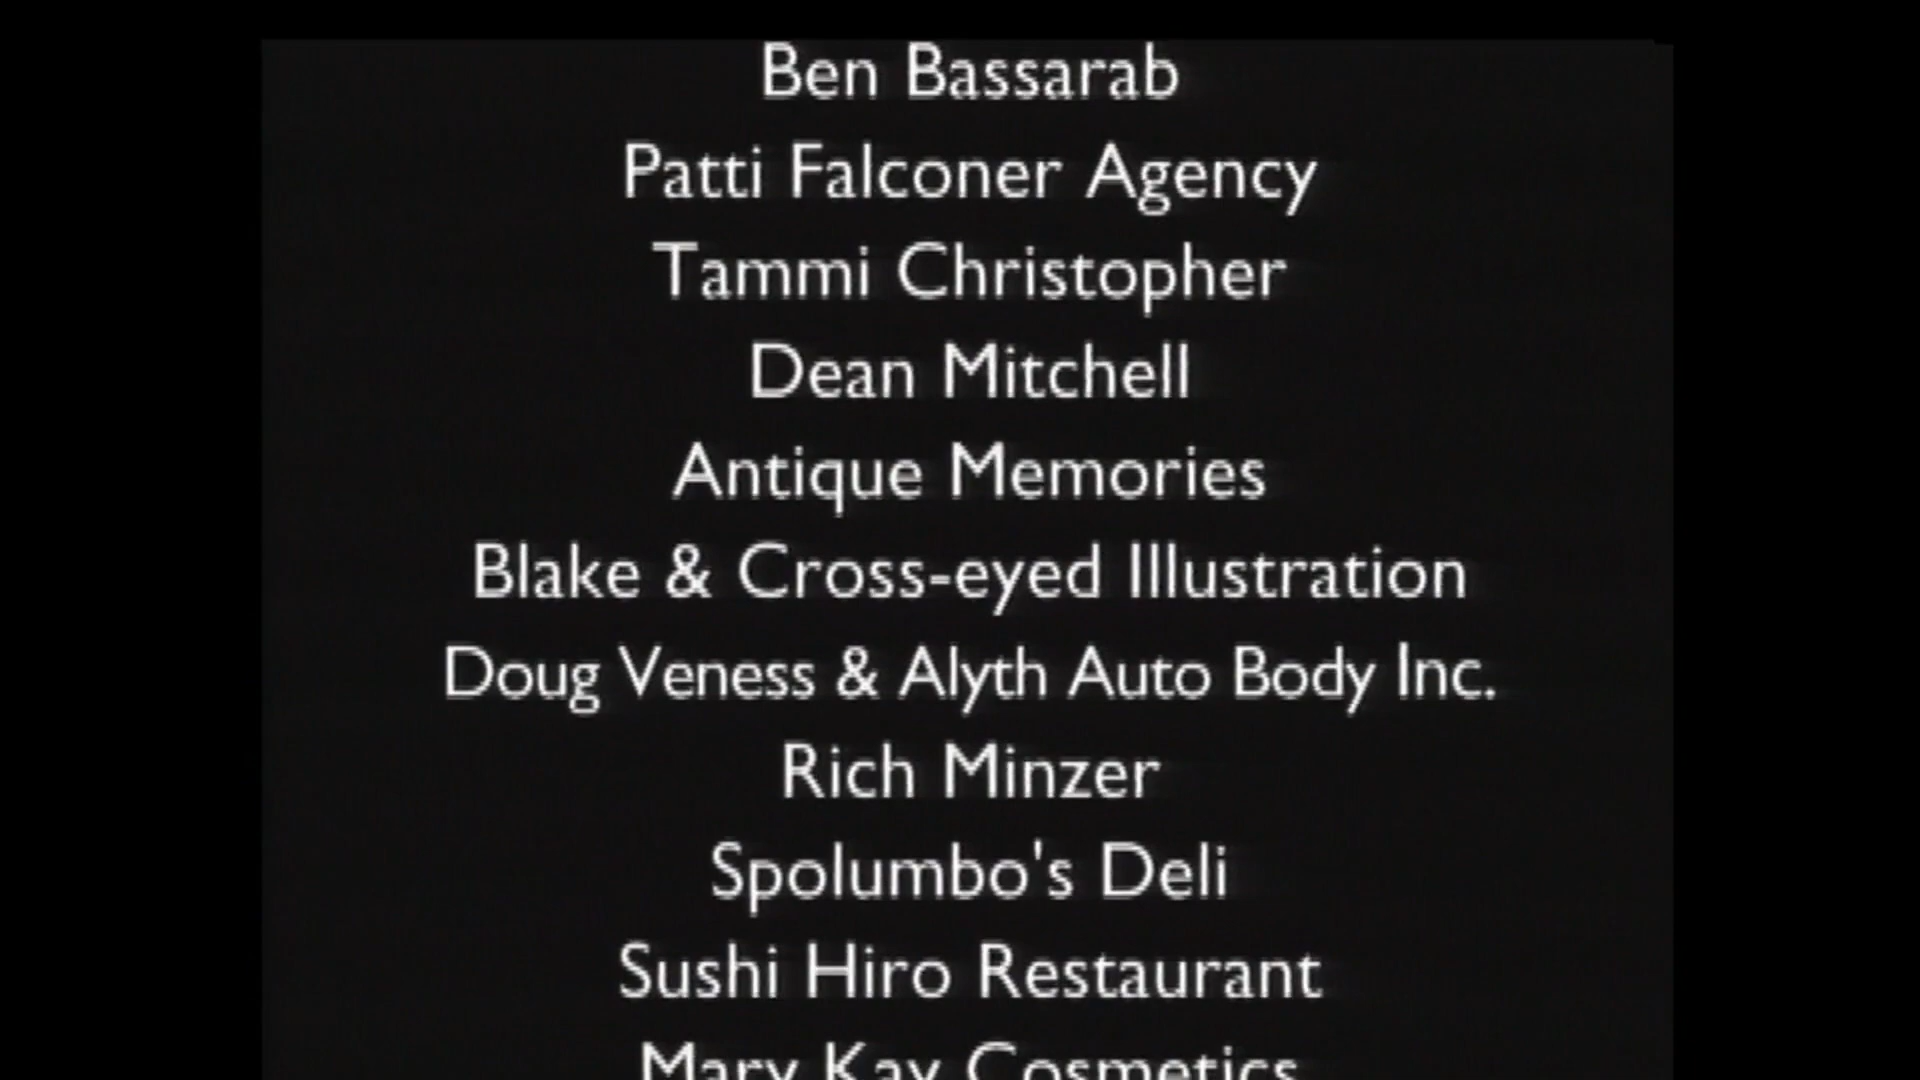 Ben Bassarab
Patti Falconer Agency
Tammi Christopher
Dean Mitchell
Antique Memories
Blake & Cross-eyed Illustration
Doug Veness & Alyth Auto Body Inc.
Rich Minzer
Spolumbo's Deli
Sushi Hiro Restaurant
Mary Kay Cosmetics